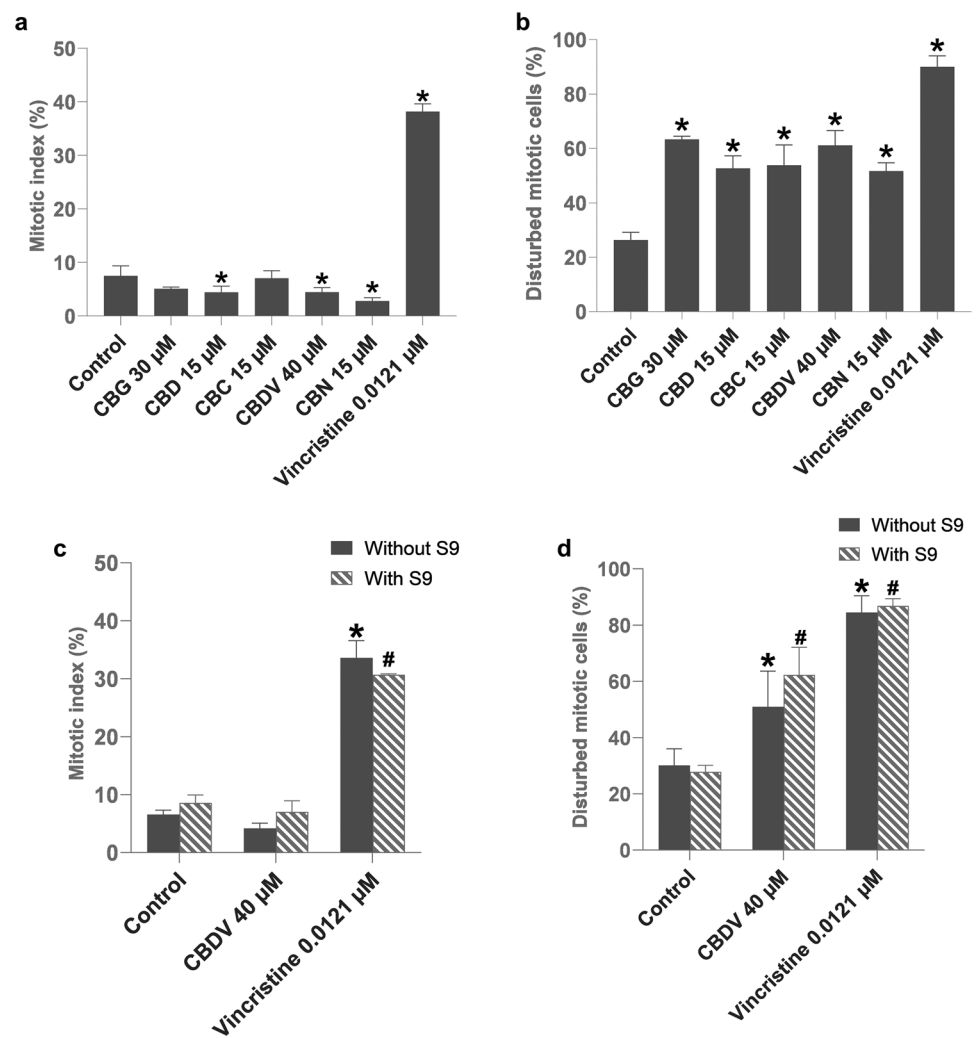 a
Mitotic index (%)
50
40
30
20
10
0
*
*
*
*
Control
CBG 30 µM
CBD 15 µM
CBC 15 µM
CBDV 40 µM
CBN 15 µM
Vincristine 0.0121 µM
b
Disturbed mitotic cells (%)
100
80
60
40
20
0
*
*
*
*
*
*
Control
CBG 30 µM
CBD 15 µM
CBC 15 µM
CBDV 40 µM
CBN 15 µM
Vincristine 0.0121 µM
c
Without S9
With S9
Mitotic index (%)
50
40
30
20
10
0
*
#
Control
CBDV 40 µM
Vincristine 0.0121 µM
d
Without S9
With S9
Disturbed mitotic cells (%)
100
80
60
40
20
0
*
#
*
#
Control
CBDV 40 µM
Vincristine 0.0121 µM